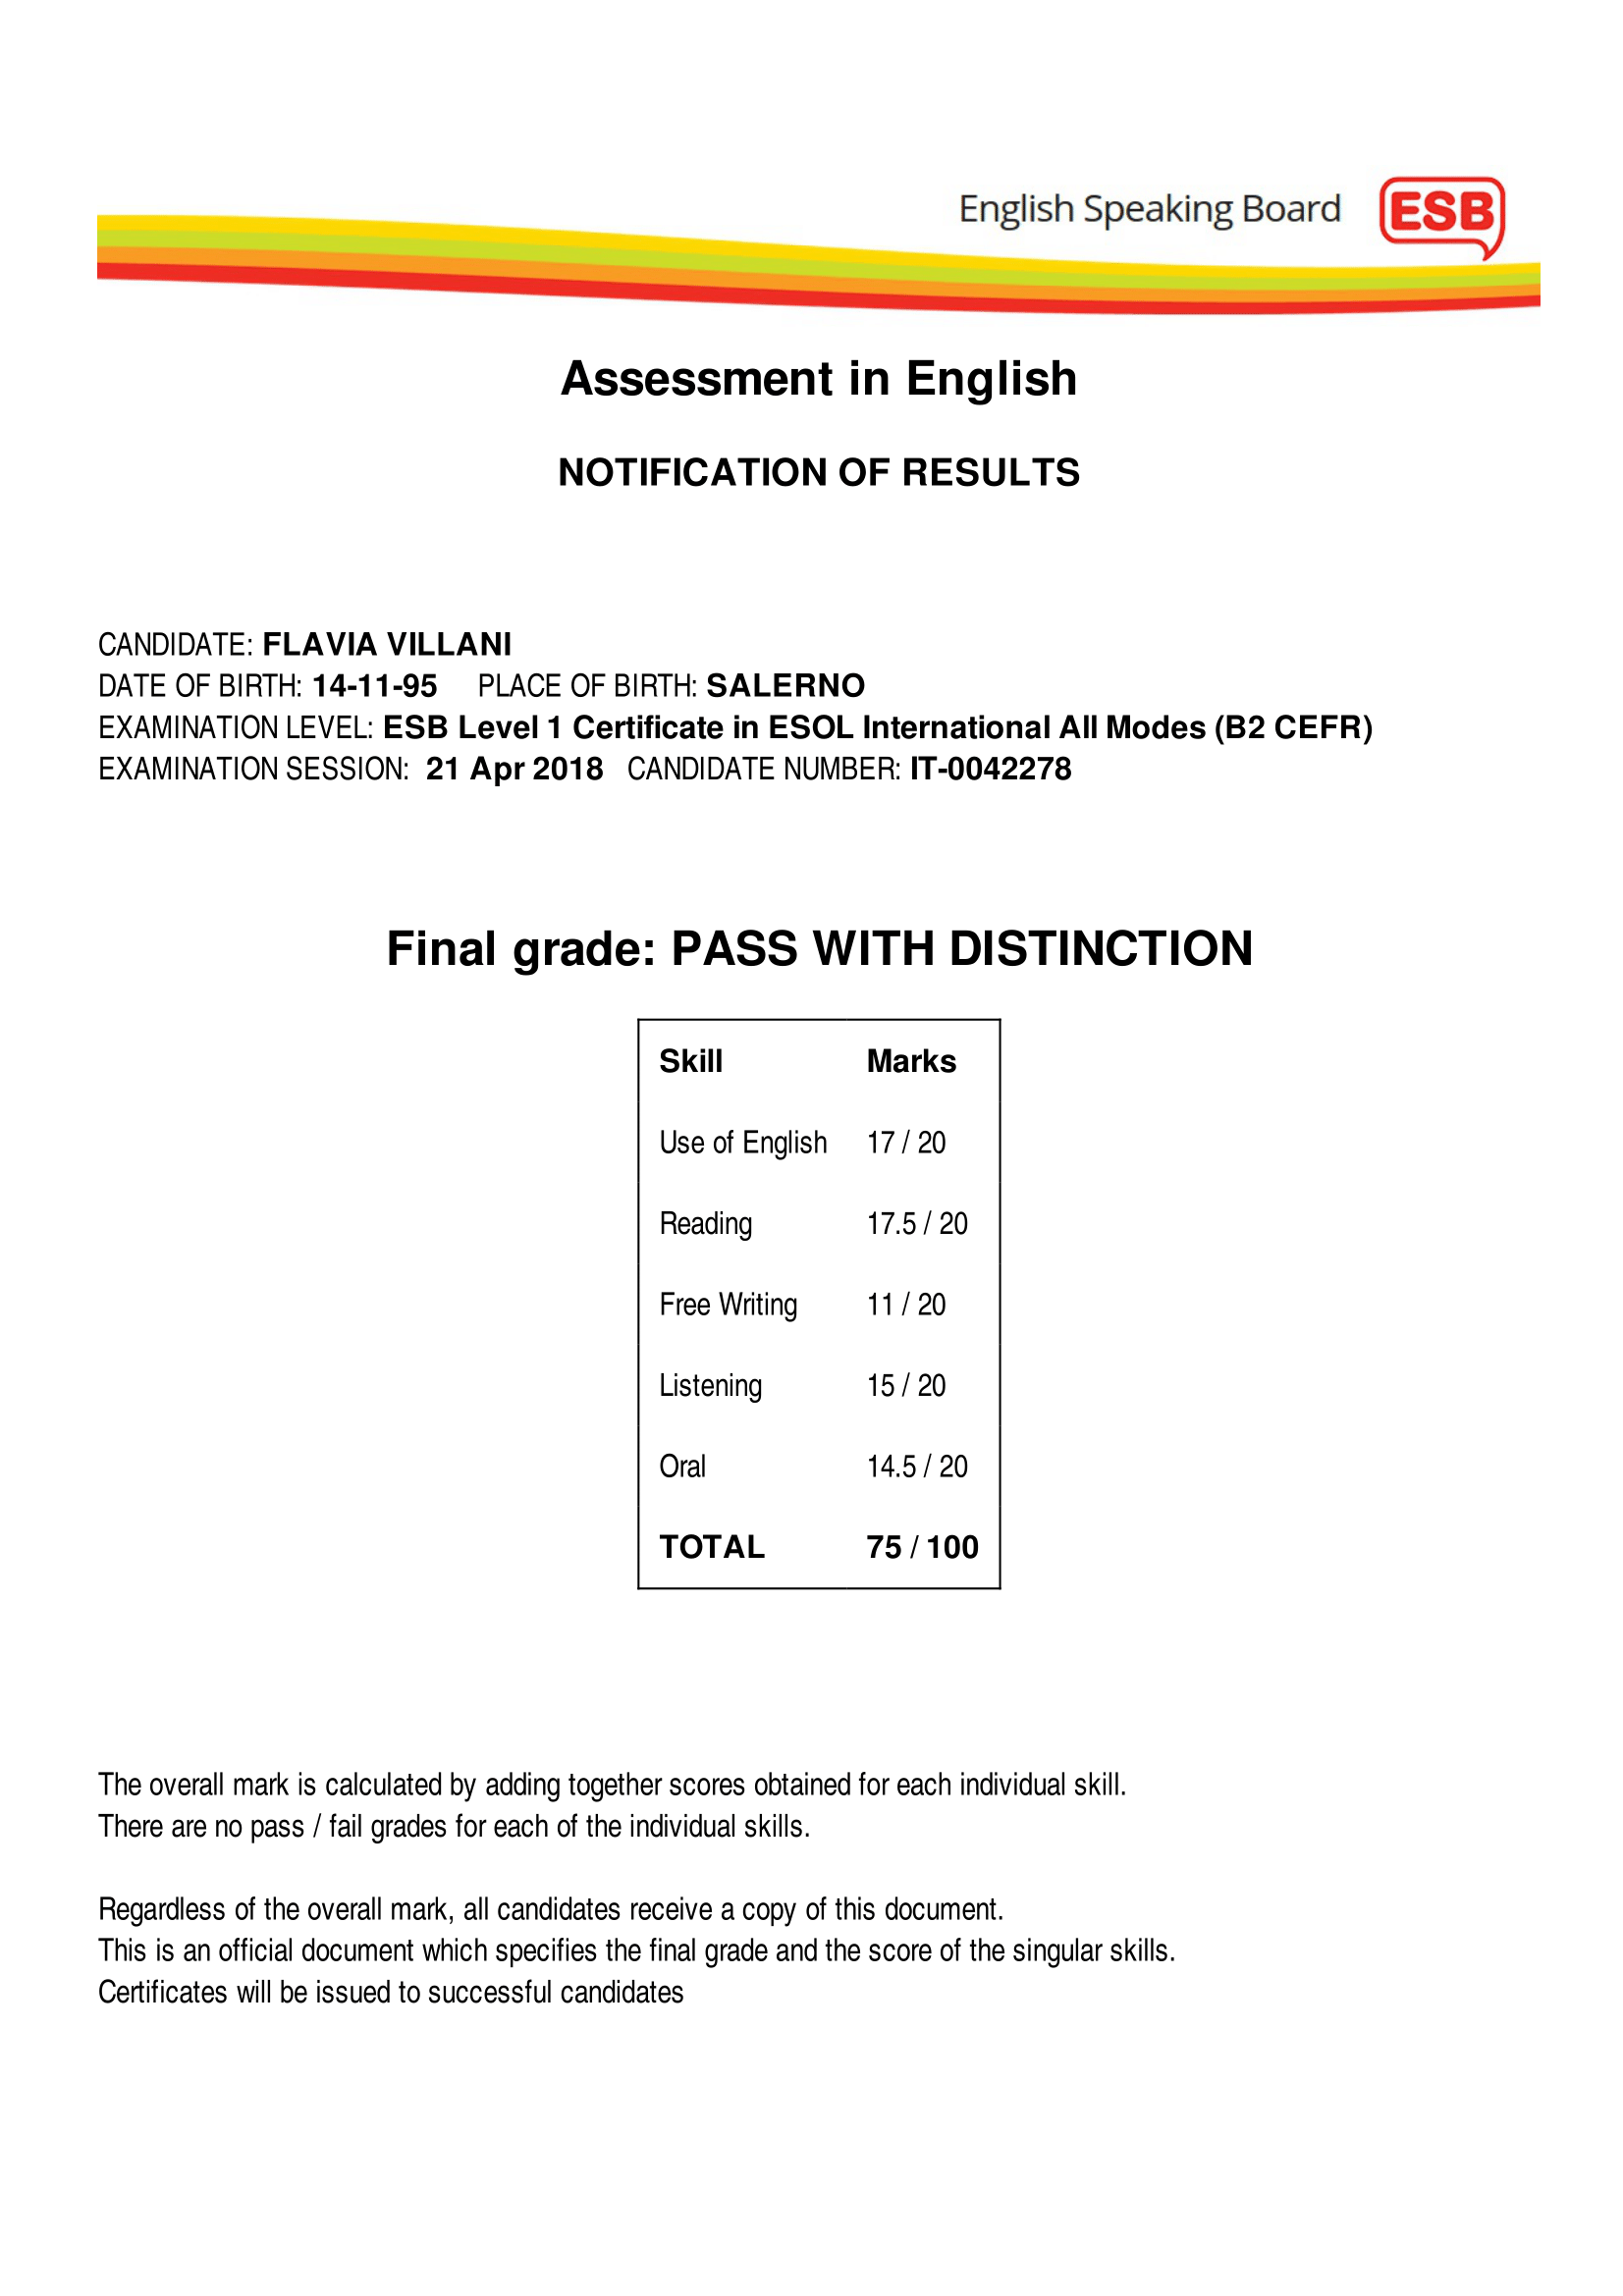 English Speaking Board ESB
Assessment in English
NOTIFICATION OF RESULTS
CANDIDATE: FLAVIA VILLANI
DATE OF BIRTH: 14-11-95 PLACE OF BIRTH: SALERNO
EXAMINATION LEVEL: ESB Level 1 Certificate in ESOL International All Modes (B2 CEFR)
EXAMINATION SESSION: 21 Apr 2018 CANDIDATE NUMBER: IT-0042278
Final grade: PASS WITH DISTINCTION
Skill Marks
Use of English 17 / 20
Reading 17.5 / 20
Free Writing 11 / 20
Listening 15 / 20
Oral 14.5 / 20
TOTAL 75 / 100
The overall mark is calculated by adding together scores obtained for each individual skill.
There are no pass / fail grades for each of the individual skills.
Regardless of the overall mark, all candidates receive a copy of this document.
This is an official document which specifies the final grade and the score of the singular skills.
Certificates will be issued to successful candidates